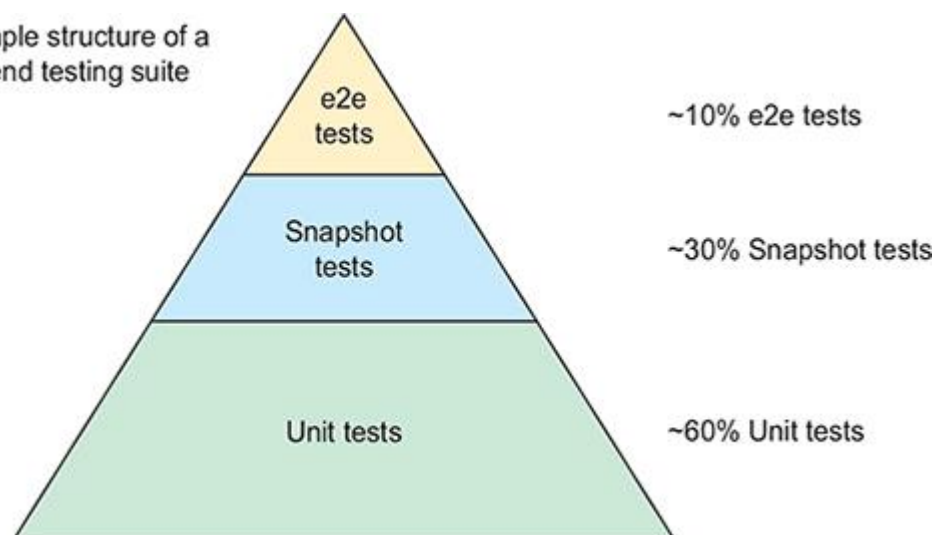 structure of a
testing suite
e2e
tests
~10% e2e tests
Snapshot
tests
~30% Snapshot tests
Unit tests
~60% Unit tests